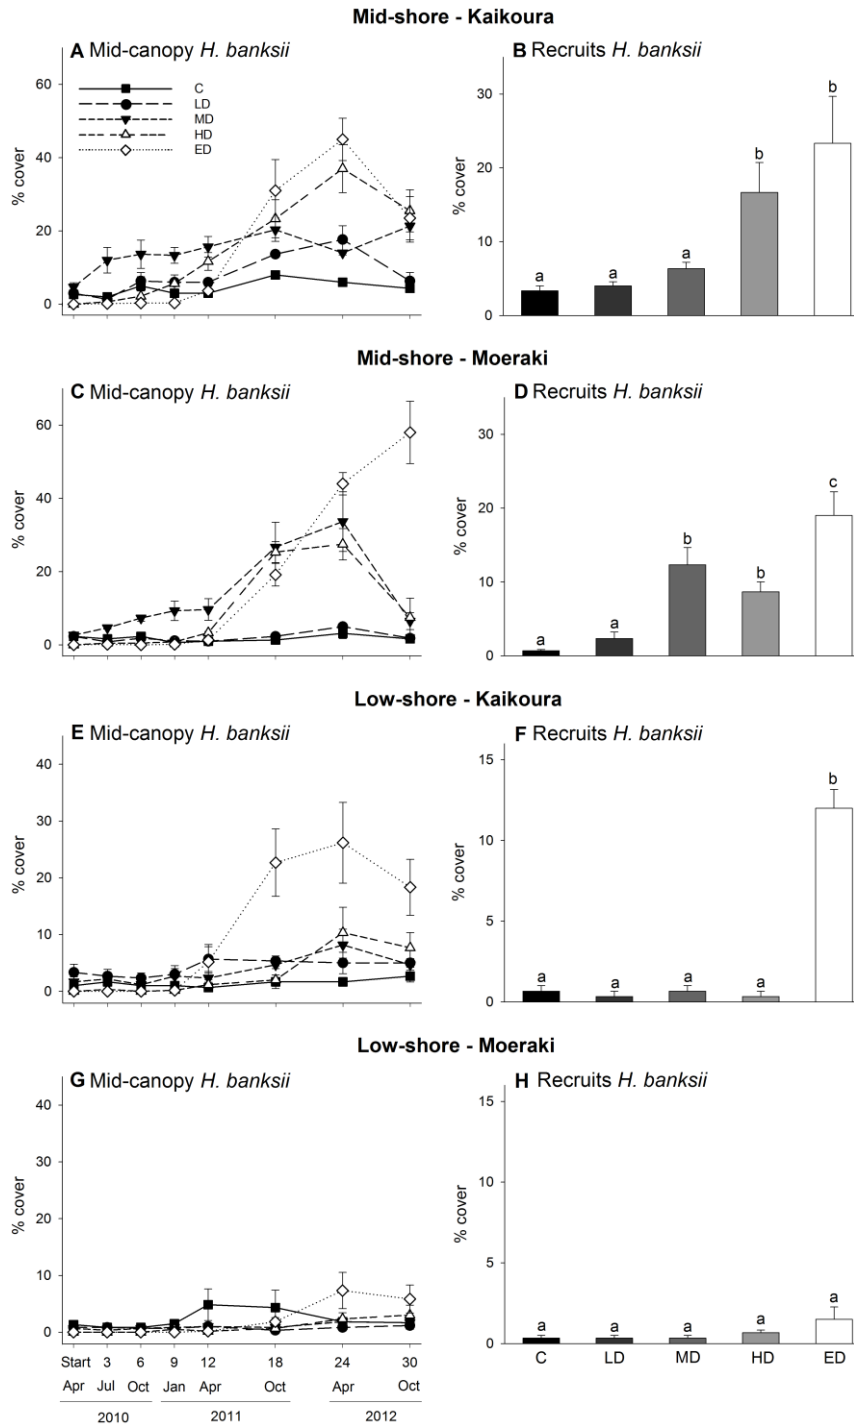 Mid-shore - Kaikoura
A Mid-canopy H. banksii
B Recruits H. banksii
C
LD
MD
HD
ED
% cover
60
40
20
0
% cover
30
20
10
0
a a a b b
Mid-shore - Moeraki
C Mid-canopy H. banksii
D Recruits H. banksii
% cover
60
40
20
0
% cover
30
20
10
0
a a b b c
Low-shore - Kaikoura
E Mid-canopy H. banksii
F Recruits H. banksii
% cover
40
30
20
10
0
% cover
15
10
5
0
a a a a b
Low-shore - Moeraki
G Mid-canopy H. banksii
H Recruits H. banksii
% cover
40
30
20
10
0
% cover
15
10
5
0
a a a a a
Start 3 6 9 12 18 24 30
Apr Jul Oct Jan Apr Oct Apr Oct
2010 2011 2012
C LD MD HD ED